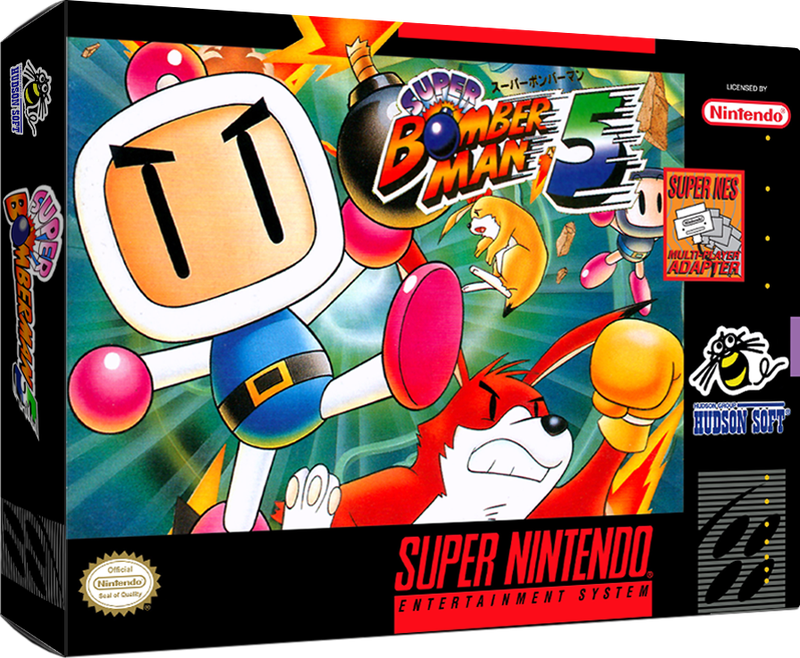 HUDSON SOFT
SUPER
BOMBERMAN 5
SUPER
スーパーボンバーマン
BOMBER
MAN 5
LICENSED BY
Nintendo®
SUPER NES
MULTI-PLAYER
ADAPTER
HUDSON GROUP
HUDSON SOFT®
SUPER NINTENDO®
ENTERTAINMENT SYSTEM
Official
Nintendo
Seal of Quality